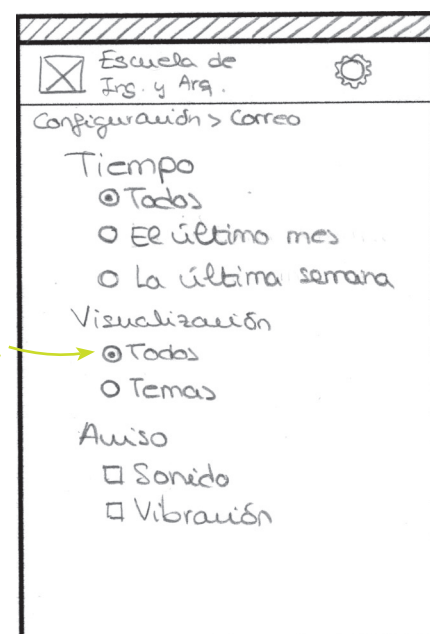 Escuela de
Ing. y Arq.
Configuración > Correo
Tiempo
Todos
El último mes
La última semana
Visualización
Todos
Temas
Aviso
Sonido
Vibración